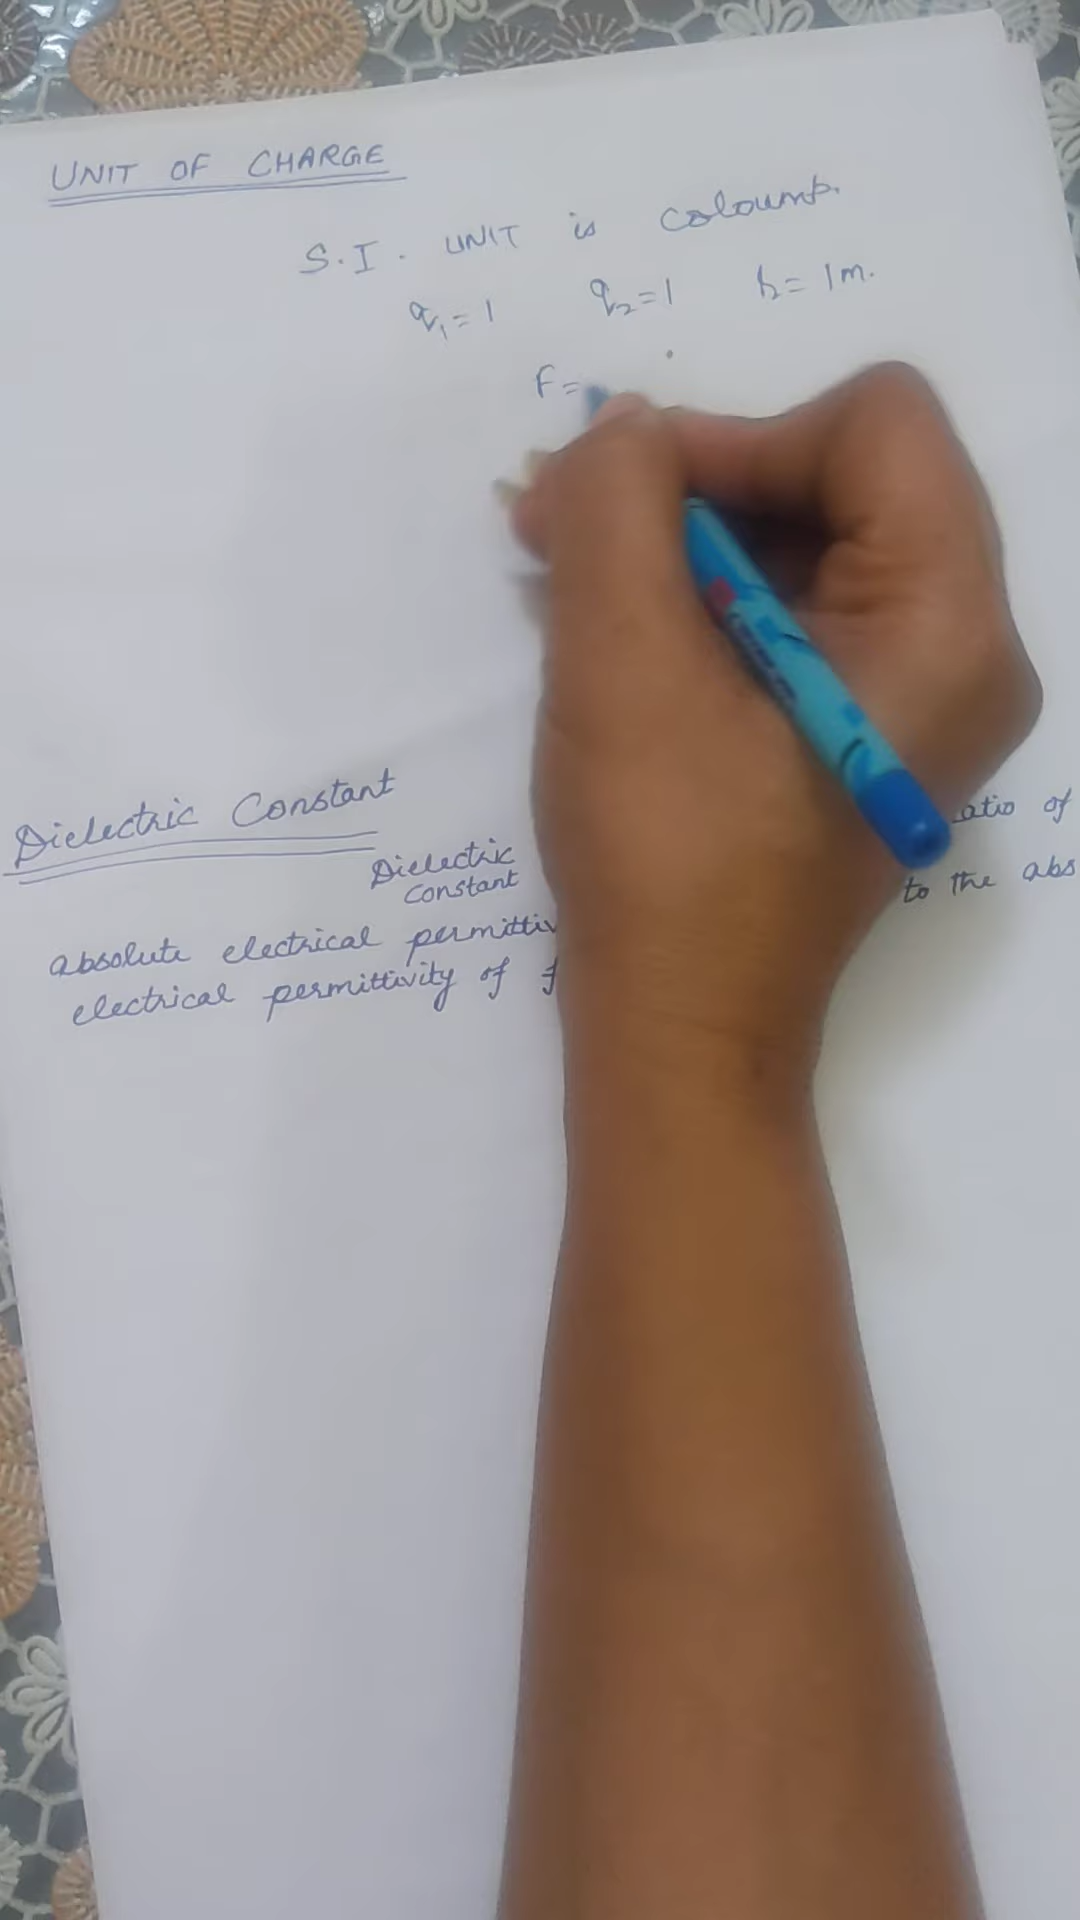 UNIT OF CHARGE
S.I. UNIT is coloumb.
q₁ = 1 q₂ = 1 r = 1m.
F =
Dielectric Constant
Dielectric
Constant
atio of
absolute electrical permittiv to the abs
electrical permittivity of f